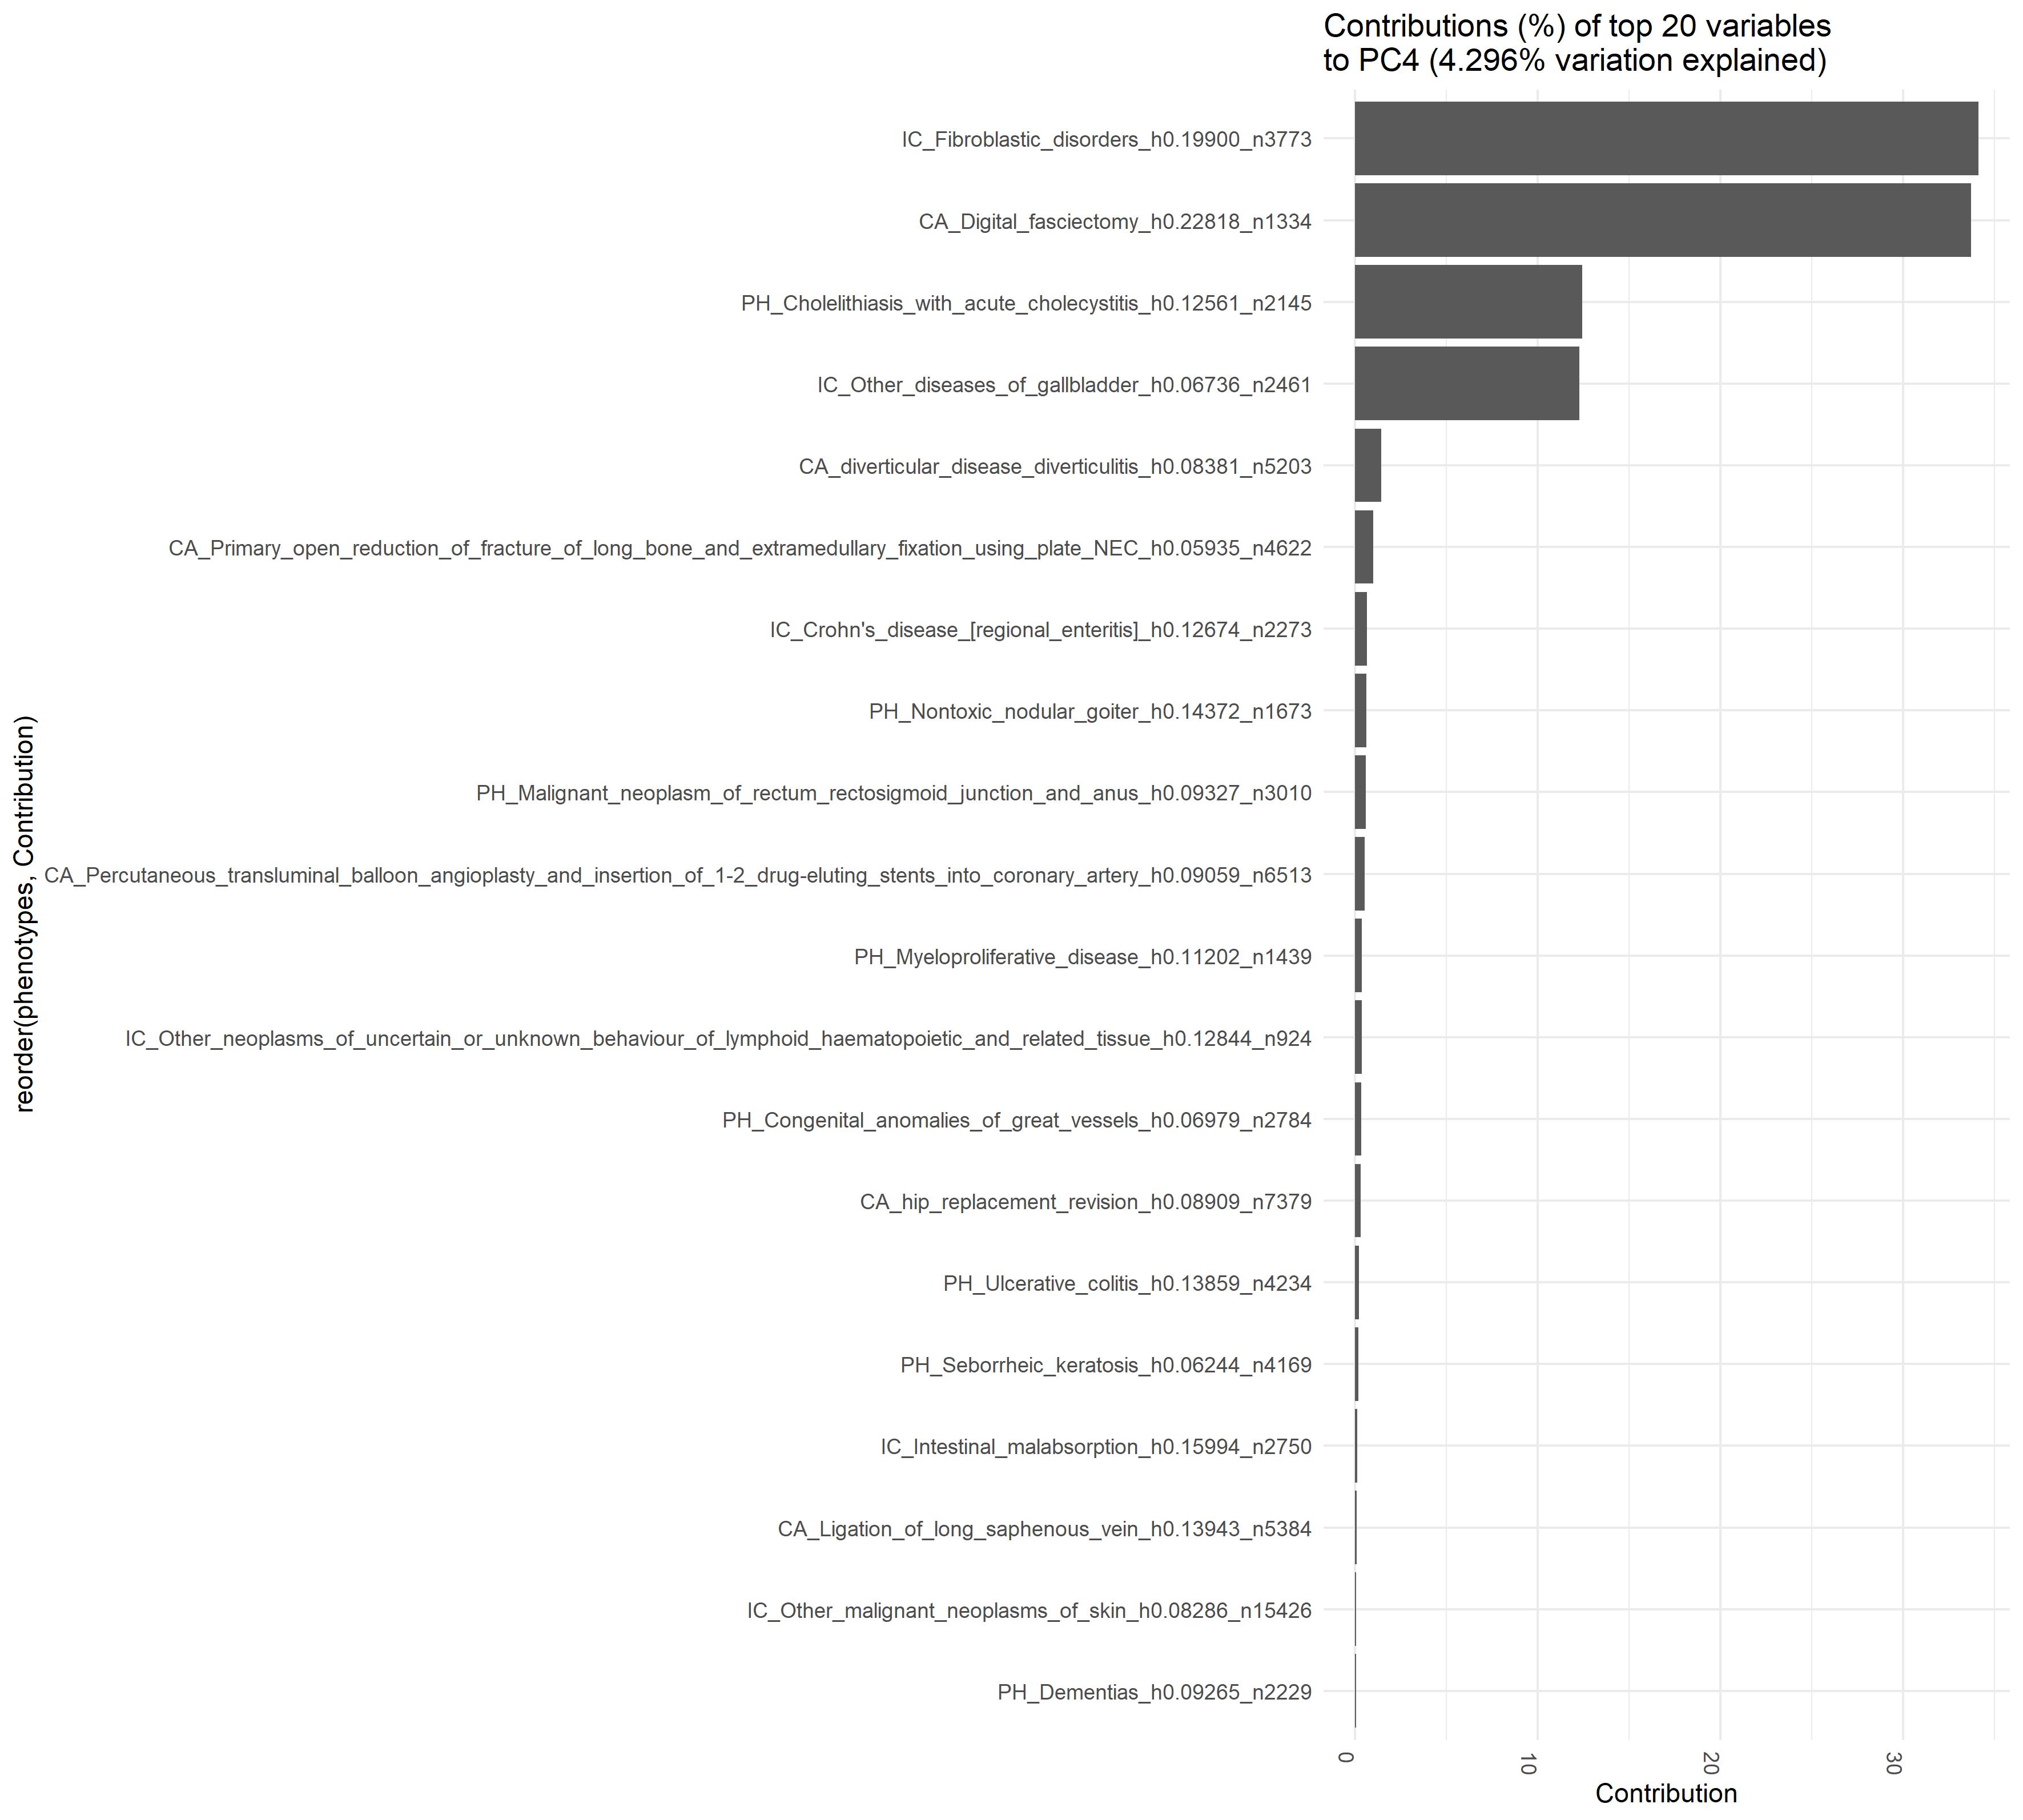 Contributions (%) of top 20 variables
to PC4 (4.296% variation explained)
IC_Fibroblastic_disorders_h0.19900_n3773
CA_Digital_fasciectomy_h0.22818_n1334
PH_Cholelithiasis_with_acute_cholecystitis_h0.12561_n2145
IC_Other_diseases_of_gallbladder_h0.06736_n2461
CA_diverticular_disease_diverticulitis_h0.08381_n5203
CA_Primary_open_reduction_of_fracture_of_long_bone_and_extramedullary_fixation_using_plate_NEC_h0.05935_n4622
IC_Crohn's_disease_[regional_enteritis]_h0.12674_n2273
PH_Nontoxic_nodular_goiter_h0.14372_n1673
PH_Malignant_neoplasm_of_rectum_rectosigmoid_junction_and_anus_h0.09327_n3010
CA_Percutaneous_transluminal_balloon_angioplasty_and_insertion_of_1-2_drug-eluting_stents_into_coronary_artery_h0.09059_n6513
PH_Myeloproliferative_disease_h0.11202_n1439
IC_Other_neoplasms_of_uncertain_or_unknown_behaviour_of_lymphoid_haematopoietic_and_related_tissue_h0.12844_n924
PH_Congenital_anomalies_of_great_vessels_h0.06979_n2784
CA_hip_replacement_revision_h0.08909_n7379
PH_Ulcerative_colitis_h0.13859_n4234
PH_Seborrheic_keratosis_h0.06244_n4169
IC_Intestinal_malabsorption_h0.15994_n2750
CA_Ligation_of_long_saphenous_vein_h0.13943_n5384
IC_Other_malignant_neoplasms_of_skin_h0.08286_n15426
PH_Dementias_h0.09265_n2229
reorder(phenotypes, Contribution)
0
10
20
30
Contribution